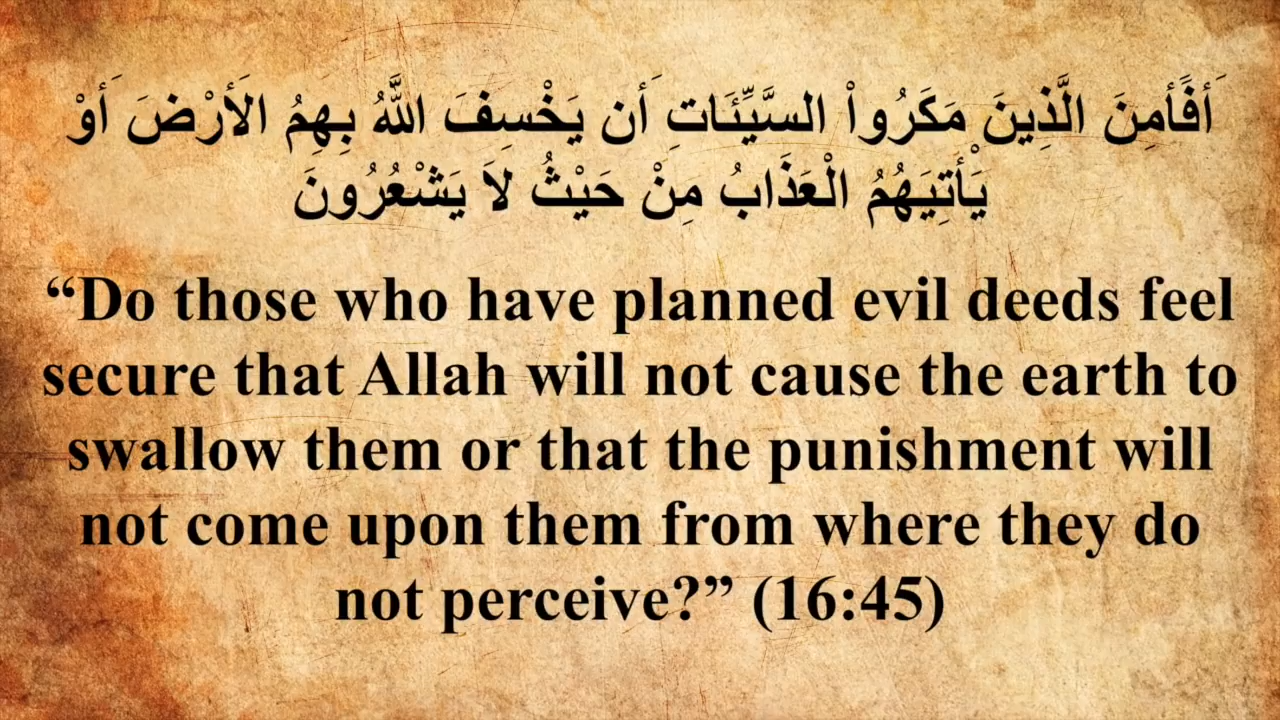 أَفَأَمِنَ الَّذِينَ مَكَرُواْ السَّيِّئَاتِ أَن يَخْسِفَ اللّهُ بِهِمُ الأَرْضَ أَوْ
يَأْتِيَهُمُ الْعَذَابُ مِنْ حَيْثُ لاَ يَشْعُرُونَ
“Do those who have planned evil deeds feel
secure that Allah will not cause the earth to
swallow them or that the punishment will
not come upon them from where they do
not perceive?” (16:45)